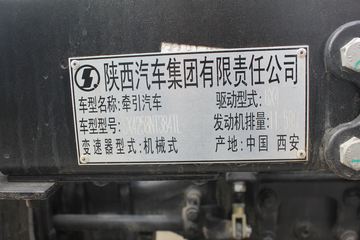 陕西汽车集团有限责任公司
车型名称: 牵引汽车 驱动型式: 6X4
车型型号: SX4258NT384TL 发动机排量:
变速器型式: 机械式 产地: 中国 西安